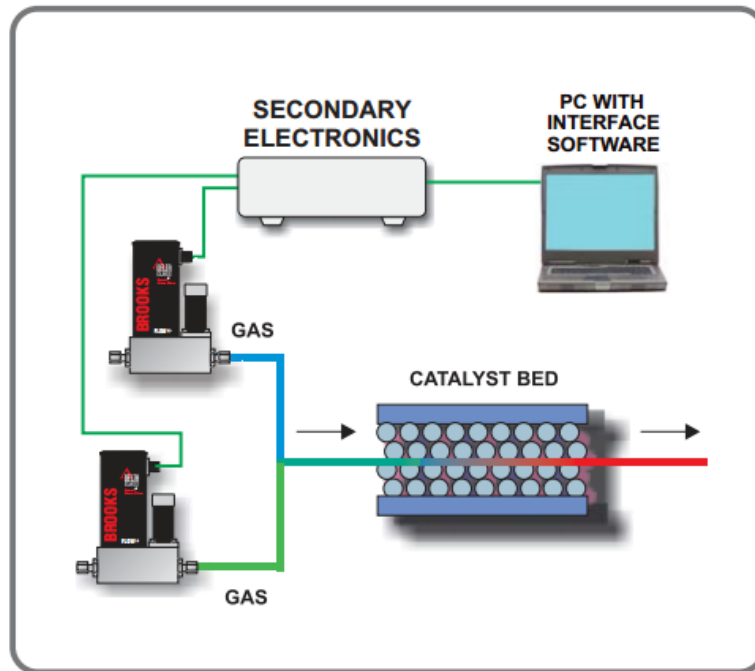 SECONDARY
ELECTRONICS
PC WITH
INTERFACE
SOFTWARE
BROOKS
GAS
CATALYST BED
BROOKS
GAS